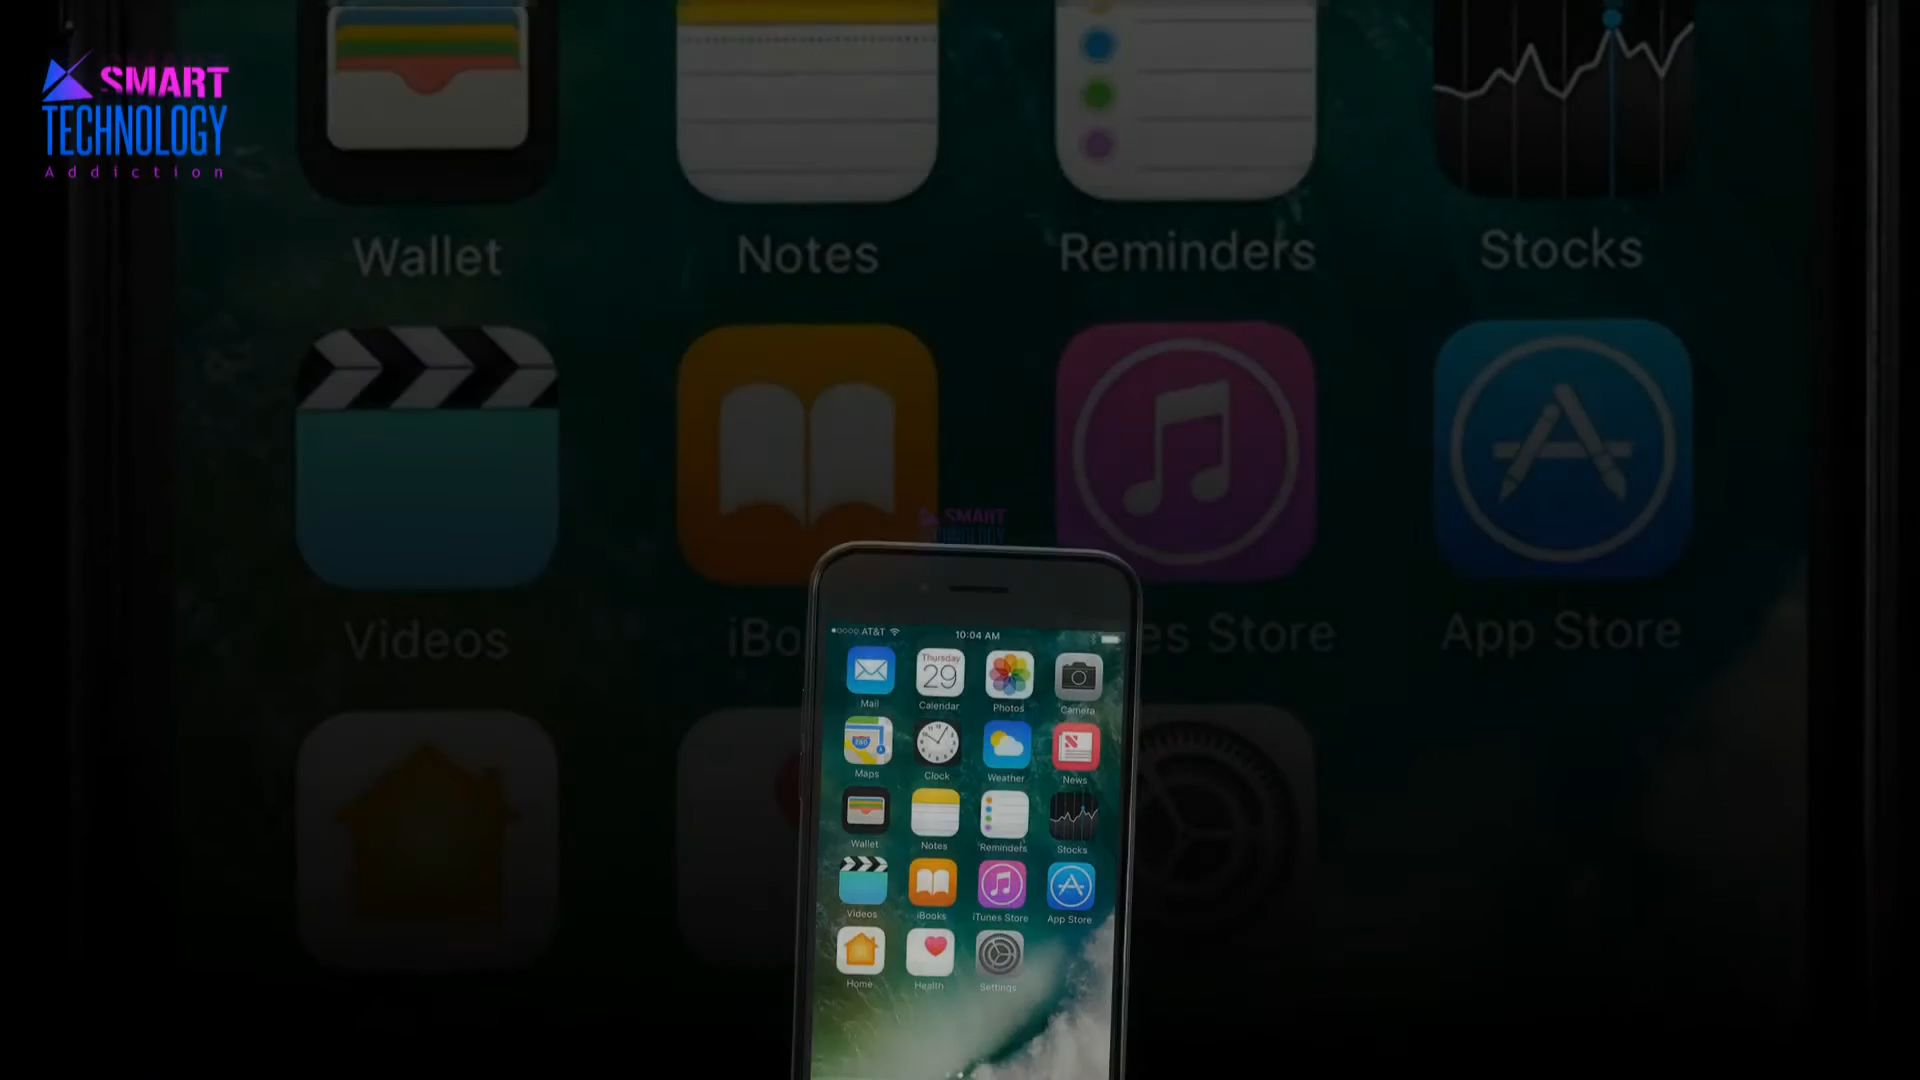 SMART
TECHNOLOGY
Addiction
Wallet Notes Reminders Stocks
Videos iBo es Store App Store
SMART
AT&T 10:04 AM
Thursday
29
Mail Calendar Photos Camera
280
Maps Clock Weather News
Wallet Notes Reminders Stocks
Videos iBooks iTunes Store App Store
Home Health Settings